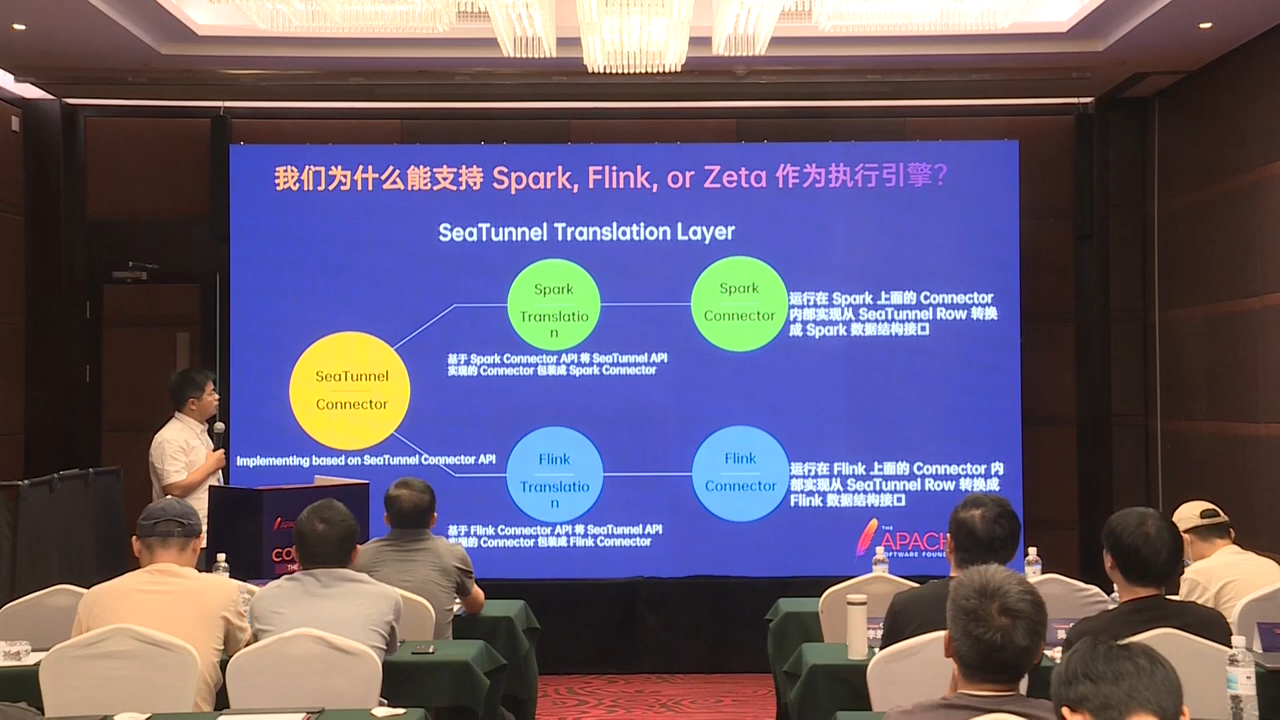 我们为什么能支持 Spark, Flink, or Zeta 作为执行引擎?
SeaTunnel Translation Layer
Spark
Translatio
n
Spark
Connector
运行在 Spark 上面的 Connector
内部实现从 SeaTunnel Row 转换
成 Spark 数据结构接口
基于 Spark Connector API 将 SeaTunnel API
实现的 Connector 包装成 Spark Connector
SeaTunnel
Connector
Implementing based on SeaTunnel Connector API
Flink
Translatio
n
Flink
Connector
运行在 Flink 上面的 Connector 内
部实现从 SeaTunnel Row 转换成
Flink 数据结构接口
基于 Flink Connector API 将 SeaTunnel API
实现的 Connector 包装成 Flink Connector
THE
APACH
SOFTWARE FOUN